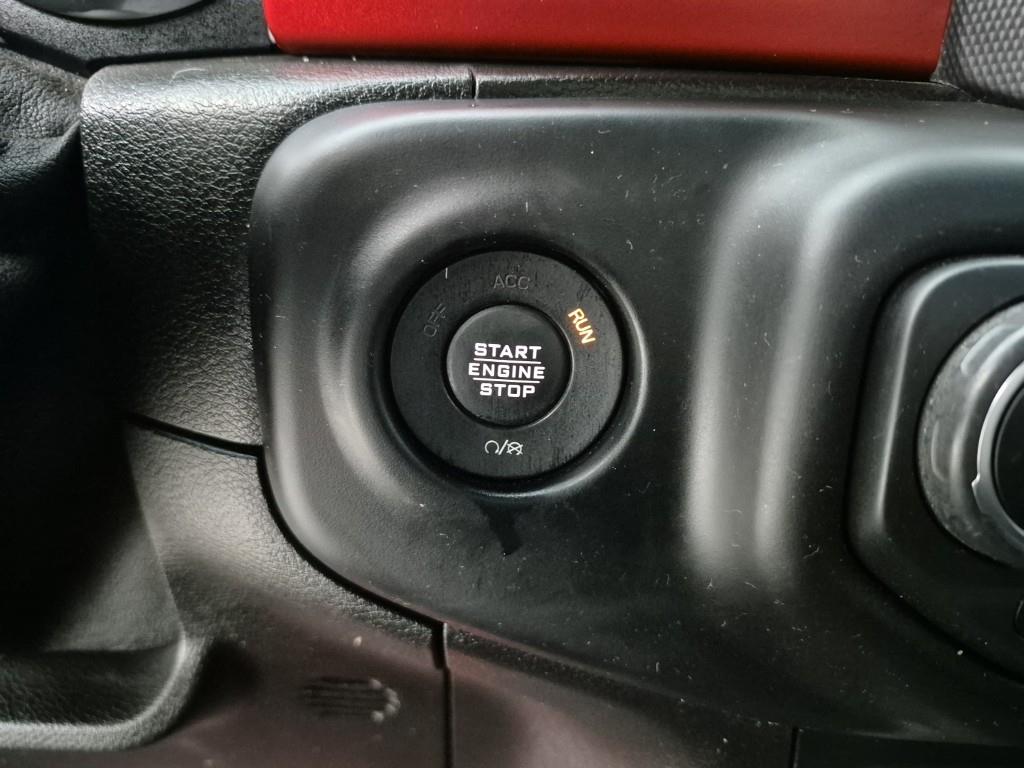 ACC
OFF
RUN
START
ENGINE
STOP